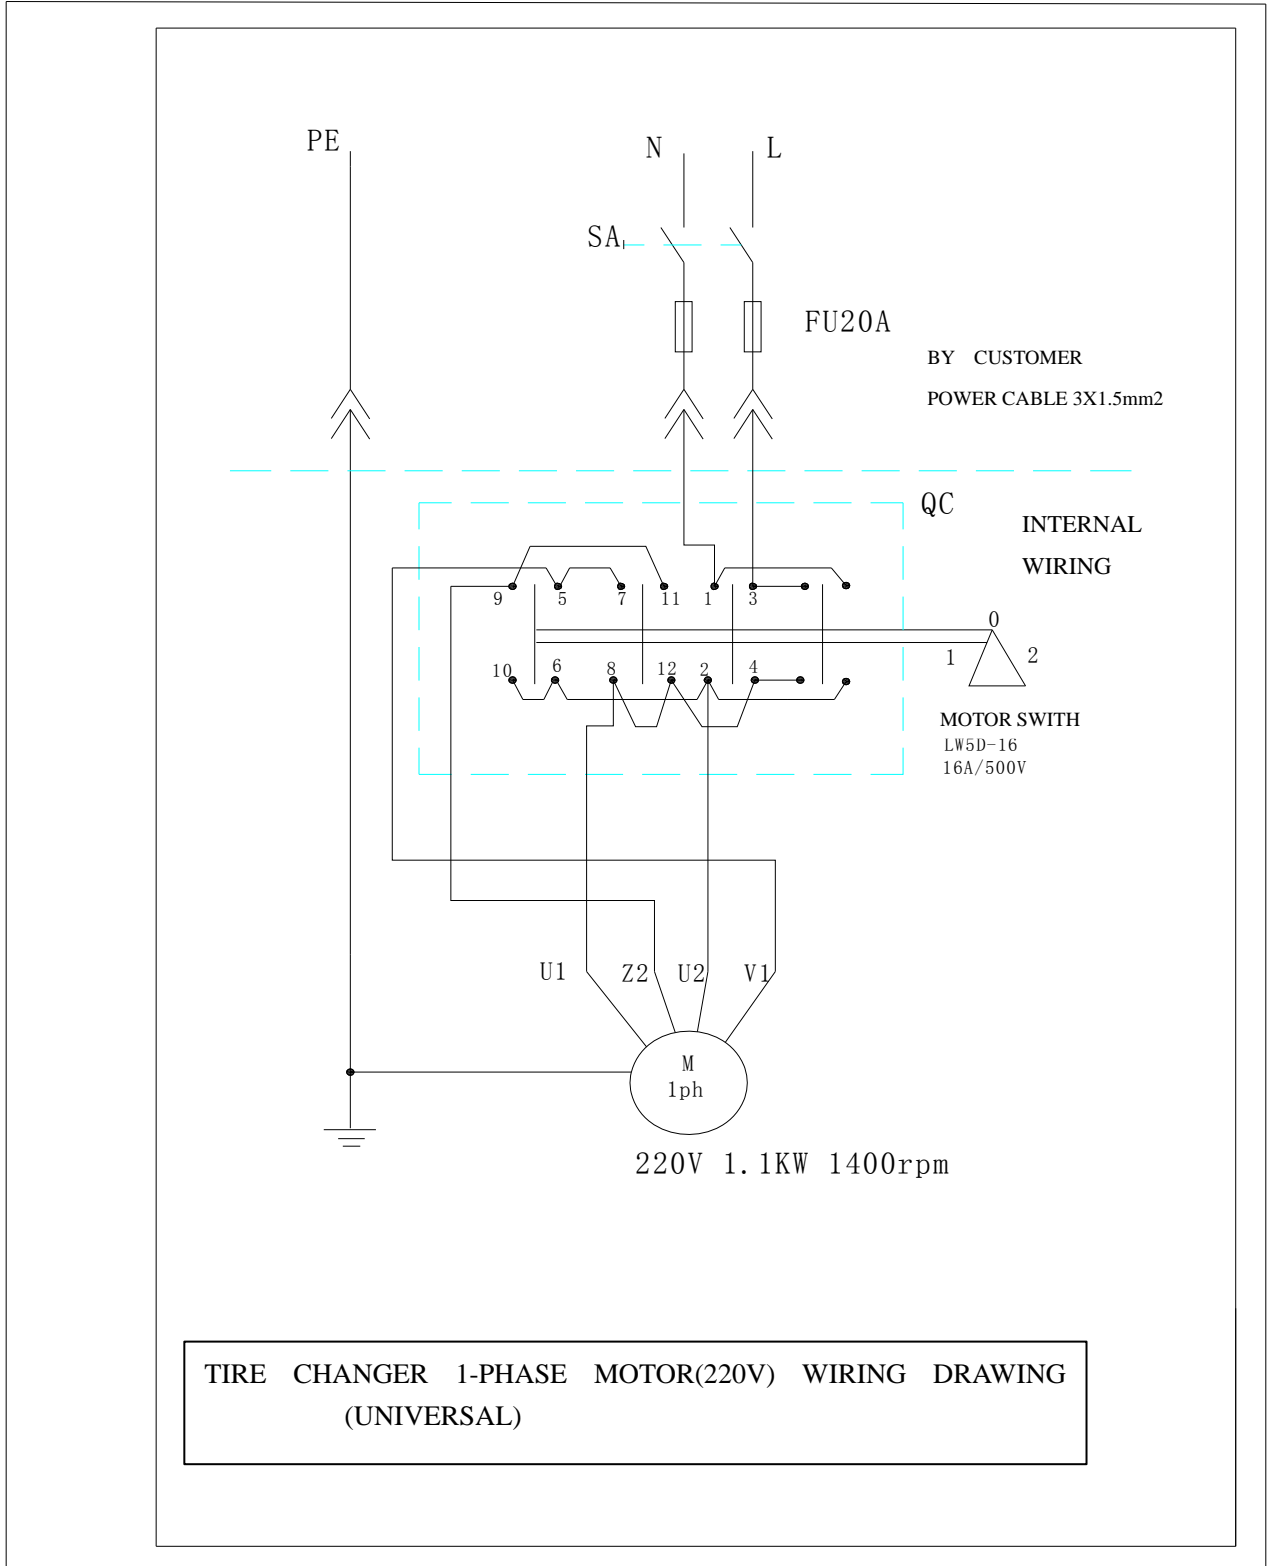 PE
N
L
SA
FU20A
BY CUSTOMER
POWER CABLE 3X1.5mm2
QC
INTERNAL
WIRING
9 5 7 11 1 3
0
1 2
10 6 8 12 2 4
MOTOR SWITH
LW5D-16
16A/500V
U1 Z2 U2 V1
M
1ph
220V 1.1KW 1400rpm
TIRE CHANGER 1-PHASE MOTOR(220V) WIRING DRAWING
(UNIVERSAL)